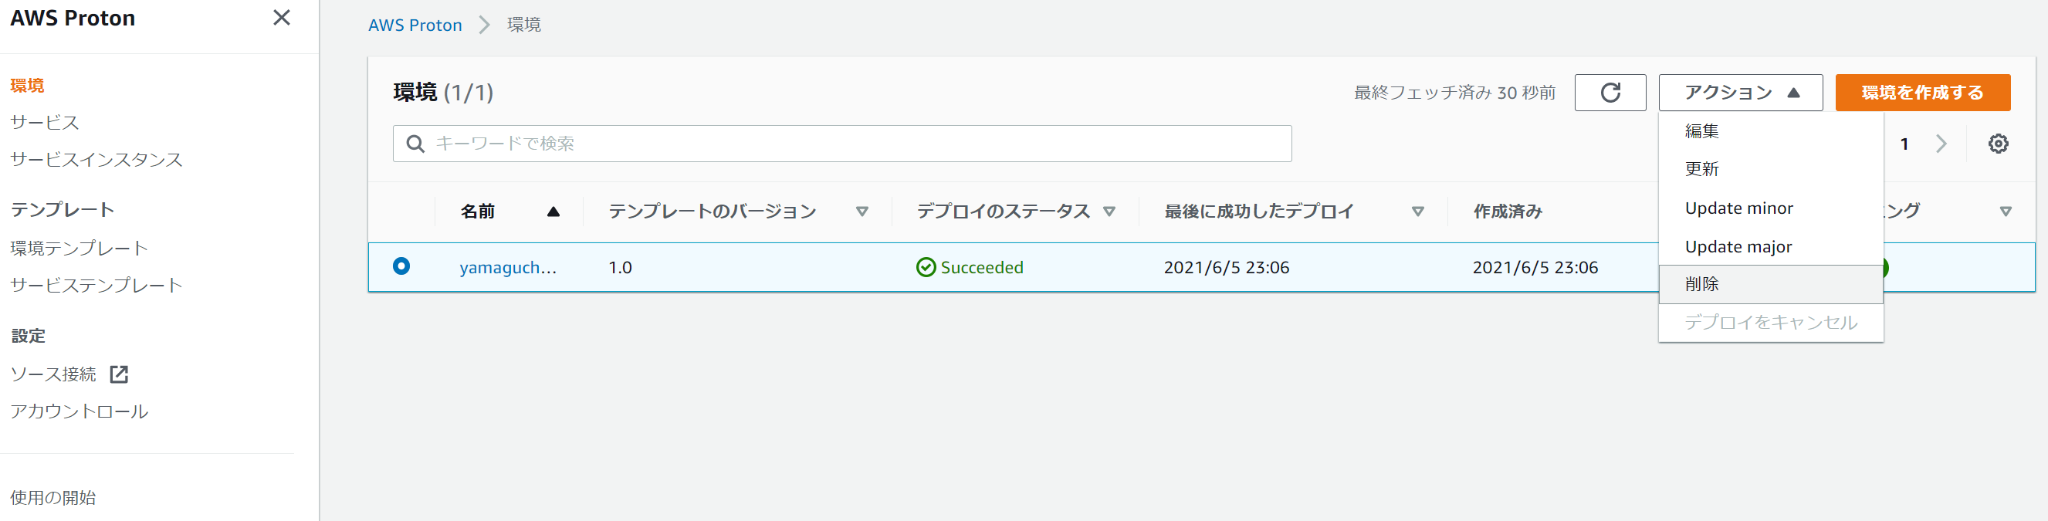 AWS Proton
環境
サービス
サービスインスタンス
テンプレート
環境テンプレート
サービステンプレート
設定
ソース接続
アカウントロール
使用の開始
AWS Proton 環境
環境 (1/1)
最終フェッチ済み 30 秒前
アクション
環境を作成する
キーワードで検索
1
編集
更新
Update minor
Update major
削除
デプロイをキャンセル
名前 テンプレートのバージョン デプロイのステータス 最後に成功したデプロイ 作成済み ング
yamaguch… 1.0 Succeeded 2021/6/5 23:06 2021/6/5 23:06